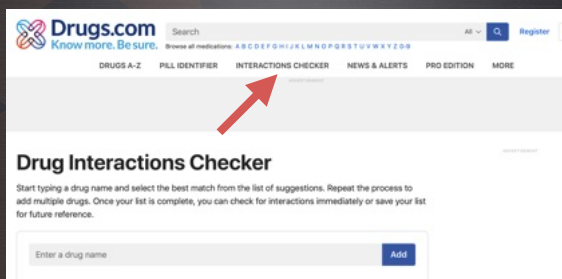 Drugs.com
Know more. Be sure.
Search
All
Register
Browse all medications: A B C D E F G H I J K L M N O P Q R S T U V W X Y Z 0-9
DRUGS A-Z PILL IDENTIFIER INTERACTIONS CHECKER NEWS & ALERTS PRO EDITION MORE
ADVERTISEMENT
ADVERTISEMENT
Drug Interactions Checker
Start typing a drug name and select the best match from the list of suggestions. Repeat the process to
add multiple drugs. Once your list is complete, you can check for interactions immediately or save your list
for future reference.
Enter a drug name
Add